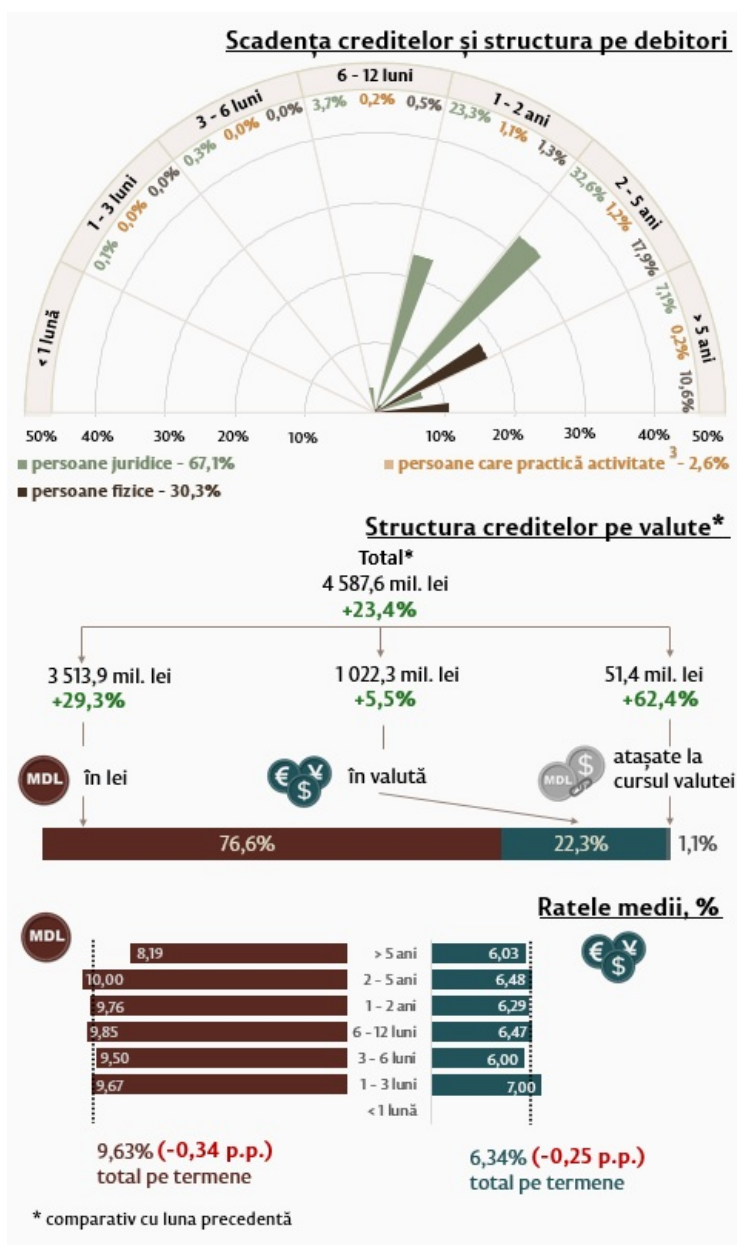 Scadența creditelor și structura pe debitori
< 1 lună
1 - 3 luni
3 - 6 luni
6 - 12 luni
1 - 2 ani
2 - 5 ani
> 5 ani
0,1% 0,0% 0,0%
0,3% 0,0% 0,0%
3,7% 0,2% 0,5%
23,3% 1,1% 1,3%
32,6% 1,2% 17,9%
7,1% 0,2% 10,6%
50% 40% 30% 20% 10% 10% 20% 30% 40% 50%
persoane juridice - 67,1%
persoane care practică activitate 3 - 2,6%
persoane fizice - 30,3%
Structura creditelor pe valute*
Total*
4 587,6 mil. lei
+23,4%
3 513,9 mil. lei
+29,3%
1 022,3 mil. lei
+5,5%
51,4 mil. lei
+62,4%
MDL
în lei
€ ¥ $
în valută
MDL $
atașate la
cursul valutei
76,6% 22,3% 1,1%
Ratele medii, %
MDL
€ ¥ $
8,19 > 5 ani 6,03
10,00 2 - 5 ani 6,48
9,76 1 - 2 ani 6,29
9,85 6 - 12 luni 6,47
9,50 3 - 6 luni 6,00
9,67 1 - 3 luni 7,00
< 1 lună
9,63% (-0,34 p.p.)
total pe termene
6,34% (-0,25 p.p.)
total pe termene
* comparativ cu luna precedentă